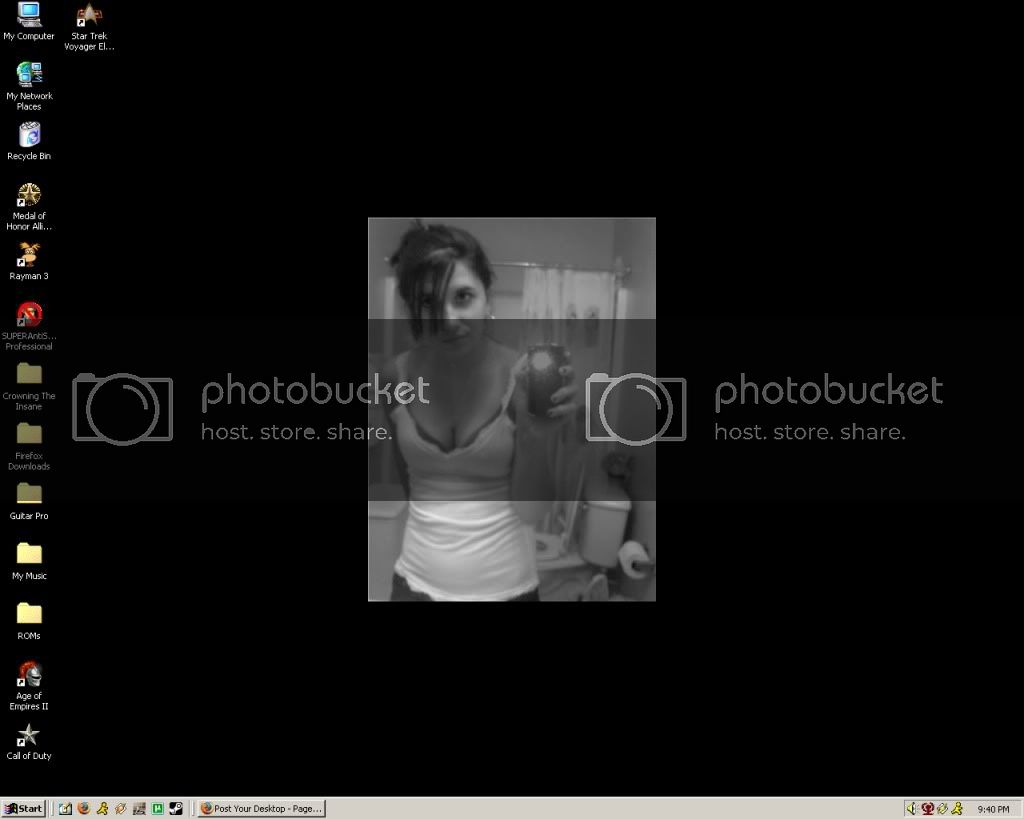 My Computer
Star Trek
Voyager El...
My Network
Places
Recycle Bin
Medal of
Honor Alli...
Rayman 3
SUPERAntiS...
Professional
Crowning The
Insane
Firefox
Downloads
Guitar Pro
My Music
ROMs
Age of
Empires II
Call of Duty
photobucket
host. store. share.
photobucket
host. store. share.
Start
Post Your Desktop - Page...
9:40 PM